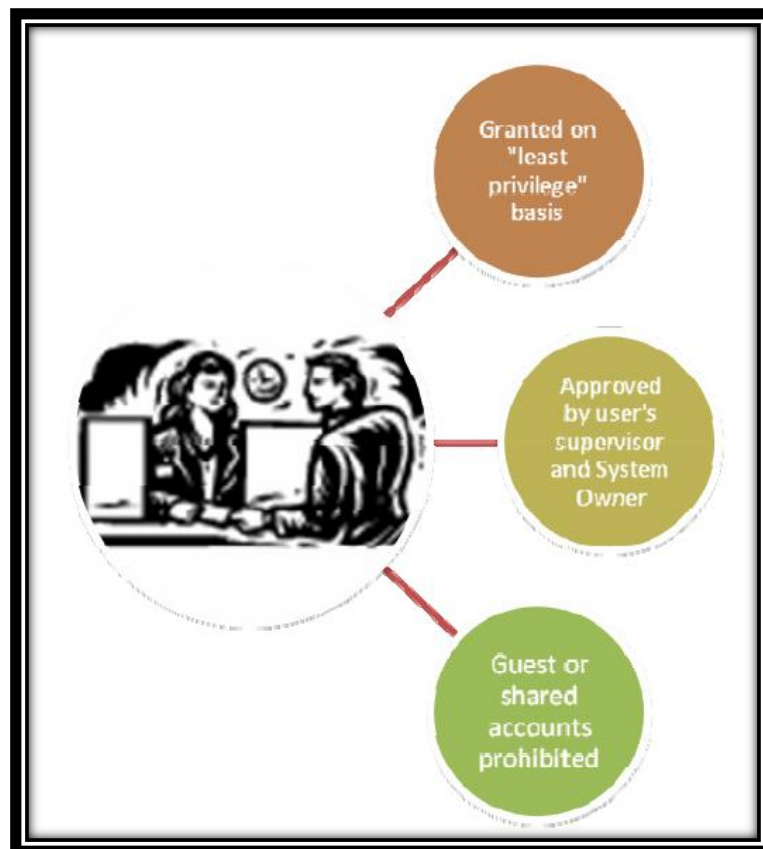 Granted on
"least
privilege"
basis
Approved
by user's
supervisor
and System
Owner
Guest or
shared
accounts
prohibited